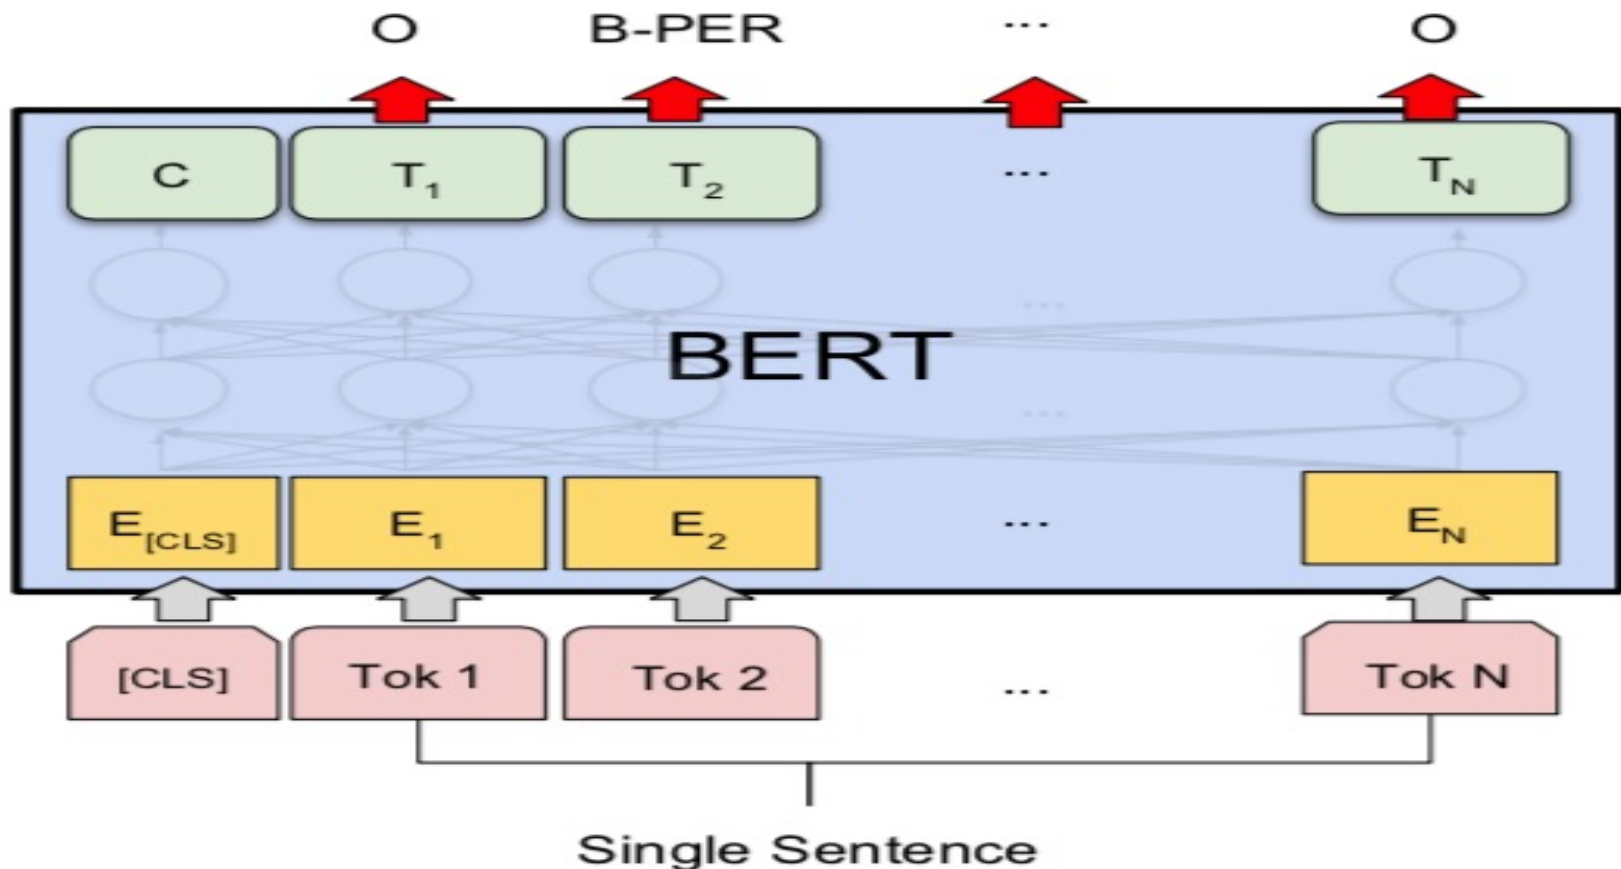 O B-PER ... O
C T1 T2 ... TN
...
BERT
...
E[CLS] E1 E2 ... EN
[CLS] Tok 1 Tok 2 ... Tok N
Single Sentence